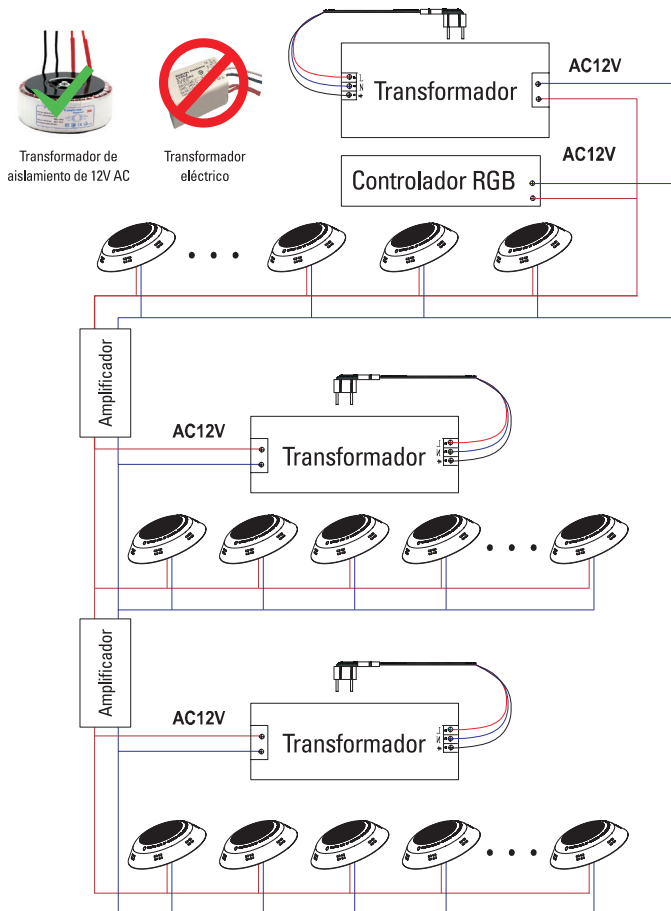 Transformador de
aislamiento de 12V AC
Transformador
eléctrico
L
N
Transformador
AC12V
Controlador RGB
AC12V
Amplificador
AC12V
Transformador
L
N
Amplificador
AC12V
Transformador
L
N